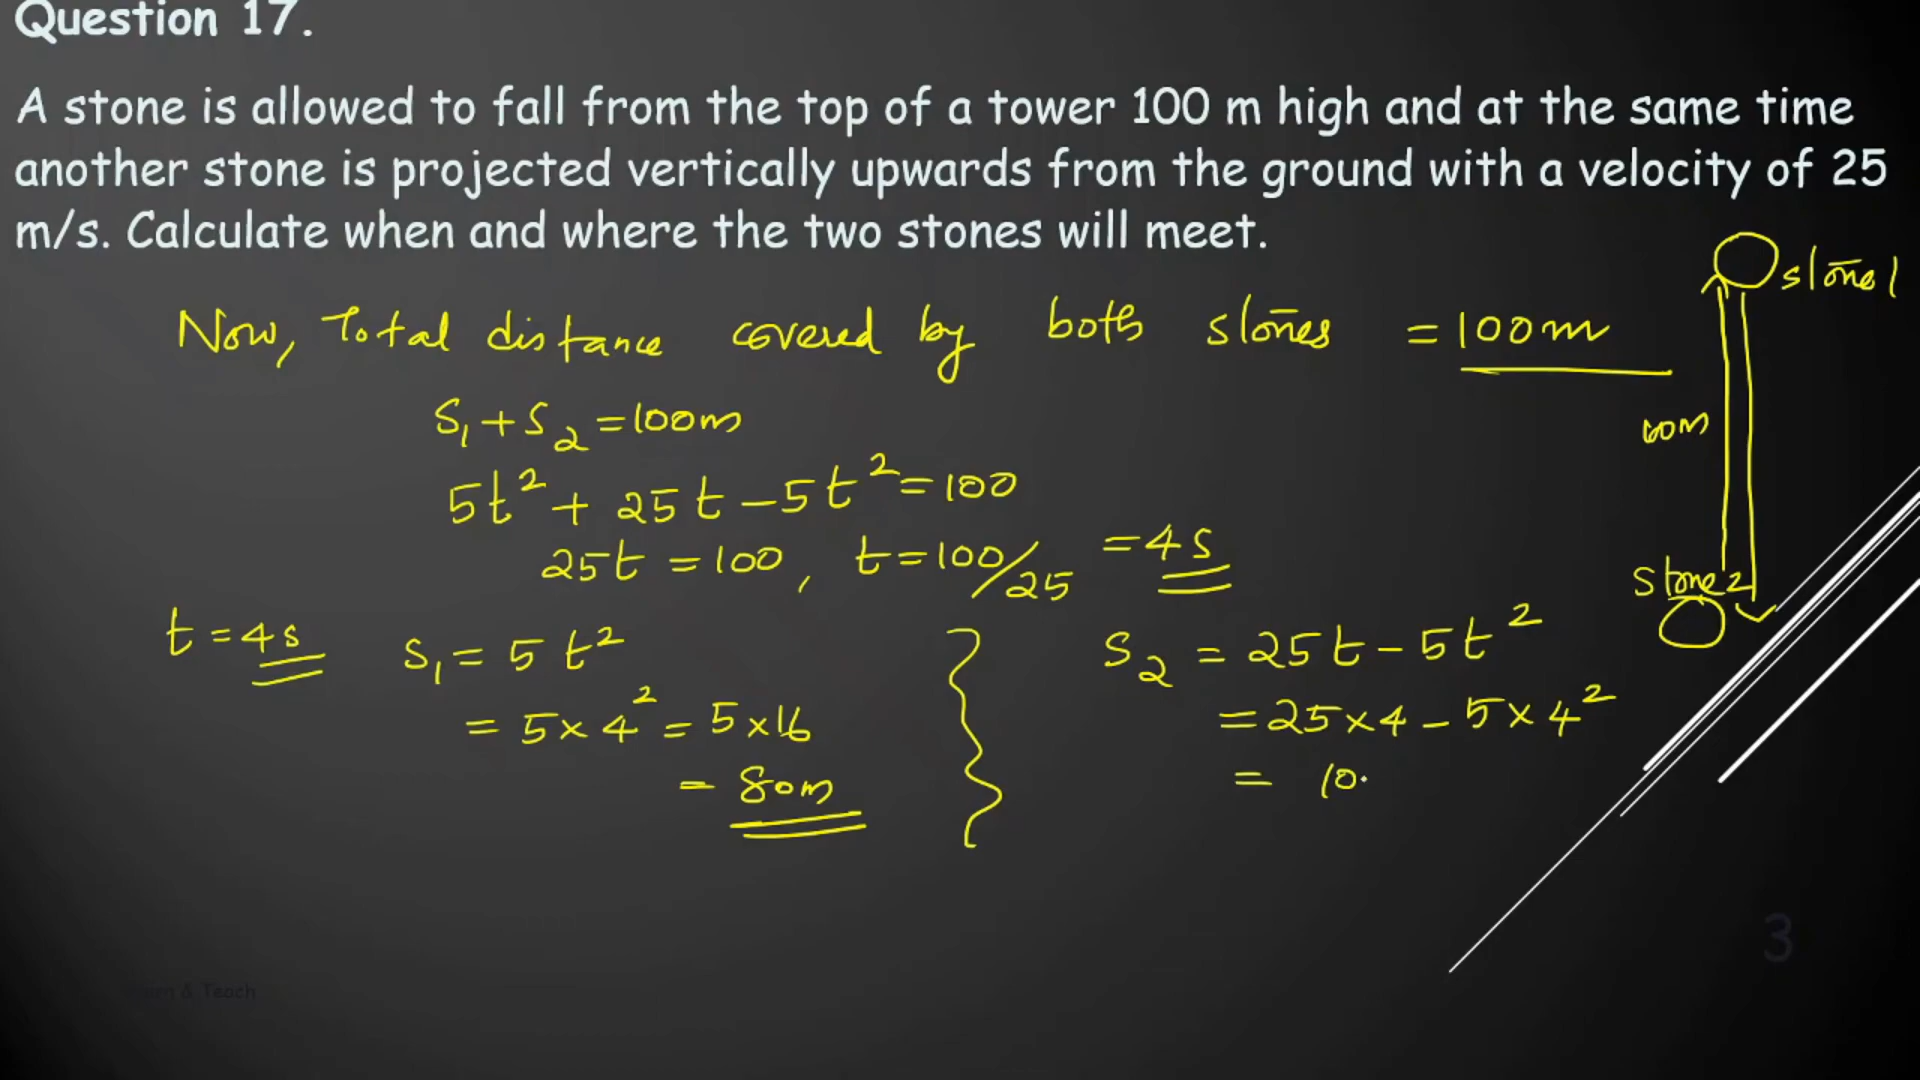 Question 17.
A stone is allowed to fall from the top of a tower 100 m high and at the same time
another stone is projected vertically upwards from the ground with a velocity of 25
m/s. Calculate when and where the two stones will meet.
stone 1
Now, Total distance covered by both stones = 100m
S₁ + S₂ = 100m
5t² + 25t – 5t² = 100
25t = 100, t = 100/25 = 4s
stone 2
t = 4s
S₁ = 5t²
= 5×4² = 5×16
= 80m
S₂ = 25t – 5t²
= 25×4 – 5×4²
= 10
3
& Teach